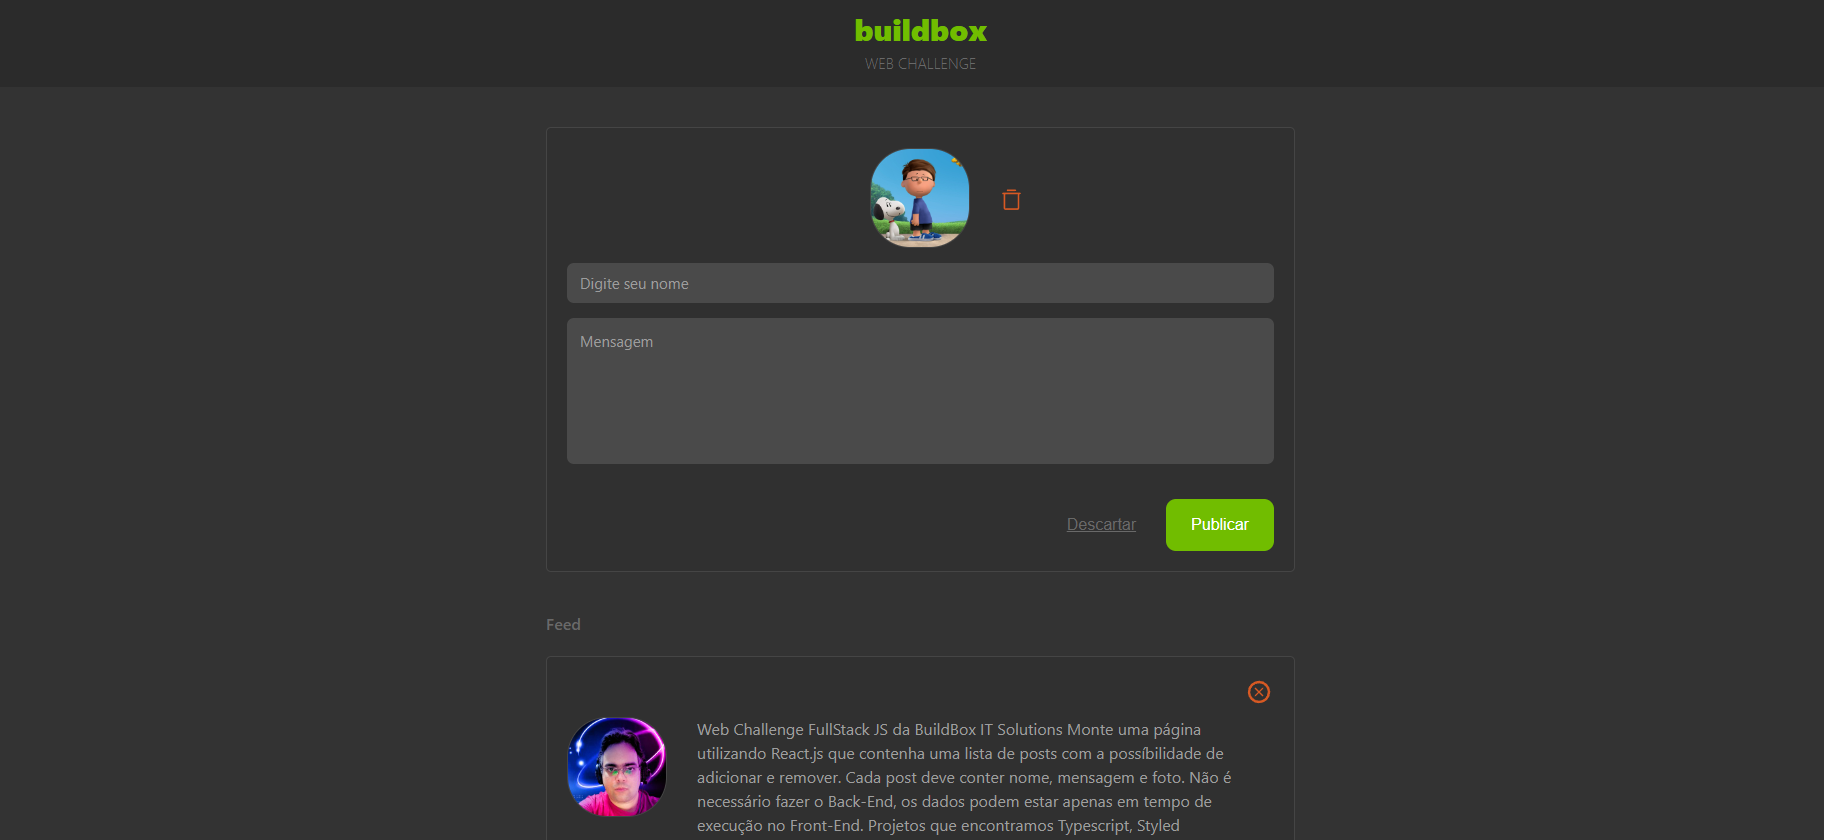 buildbox
WEB CHALLENGE
Digite seu nome
Mensagem
Descartar
Publicar
Feed
Web Challenge FullStack JS da BuildBox IT Solutions Monte uma página
utilizando React.js que contenha uma lista de posts com a possíbilidade de
adicionar e remover. Cada post deve conter nome, mensagem e foto. Não é
necessário fazer o Back-End, os dados podem estar apenas em tempo de
execução no Front-End. Projetos que encontramos Typescript, Styled